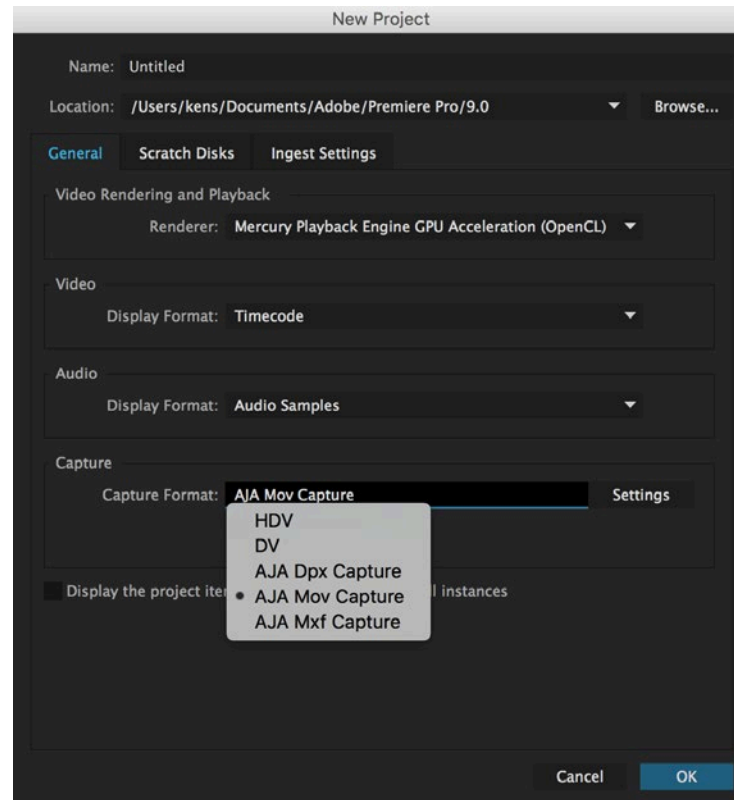 New Project
Name: Untitled
Location: /Users/kens/Documents/Adobe/Premiere Pro/9.0 Browse...
General Scratch Disks Ingest Settings
Video Rendering and Playback
Renderer: Mercury Playback Engine GPU Acceleration (OpenCL)
Video
Display Format: Timecode
Audio
Display Format: Audio Samples
Capture
Capture Format: AJA Mov Capture Settings
HDV
DV
AJA Dpx Capture
Display the project l instances
AJA Mov Capture
AJA Mxf Capture
Cancel OK